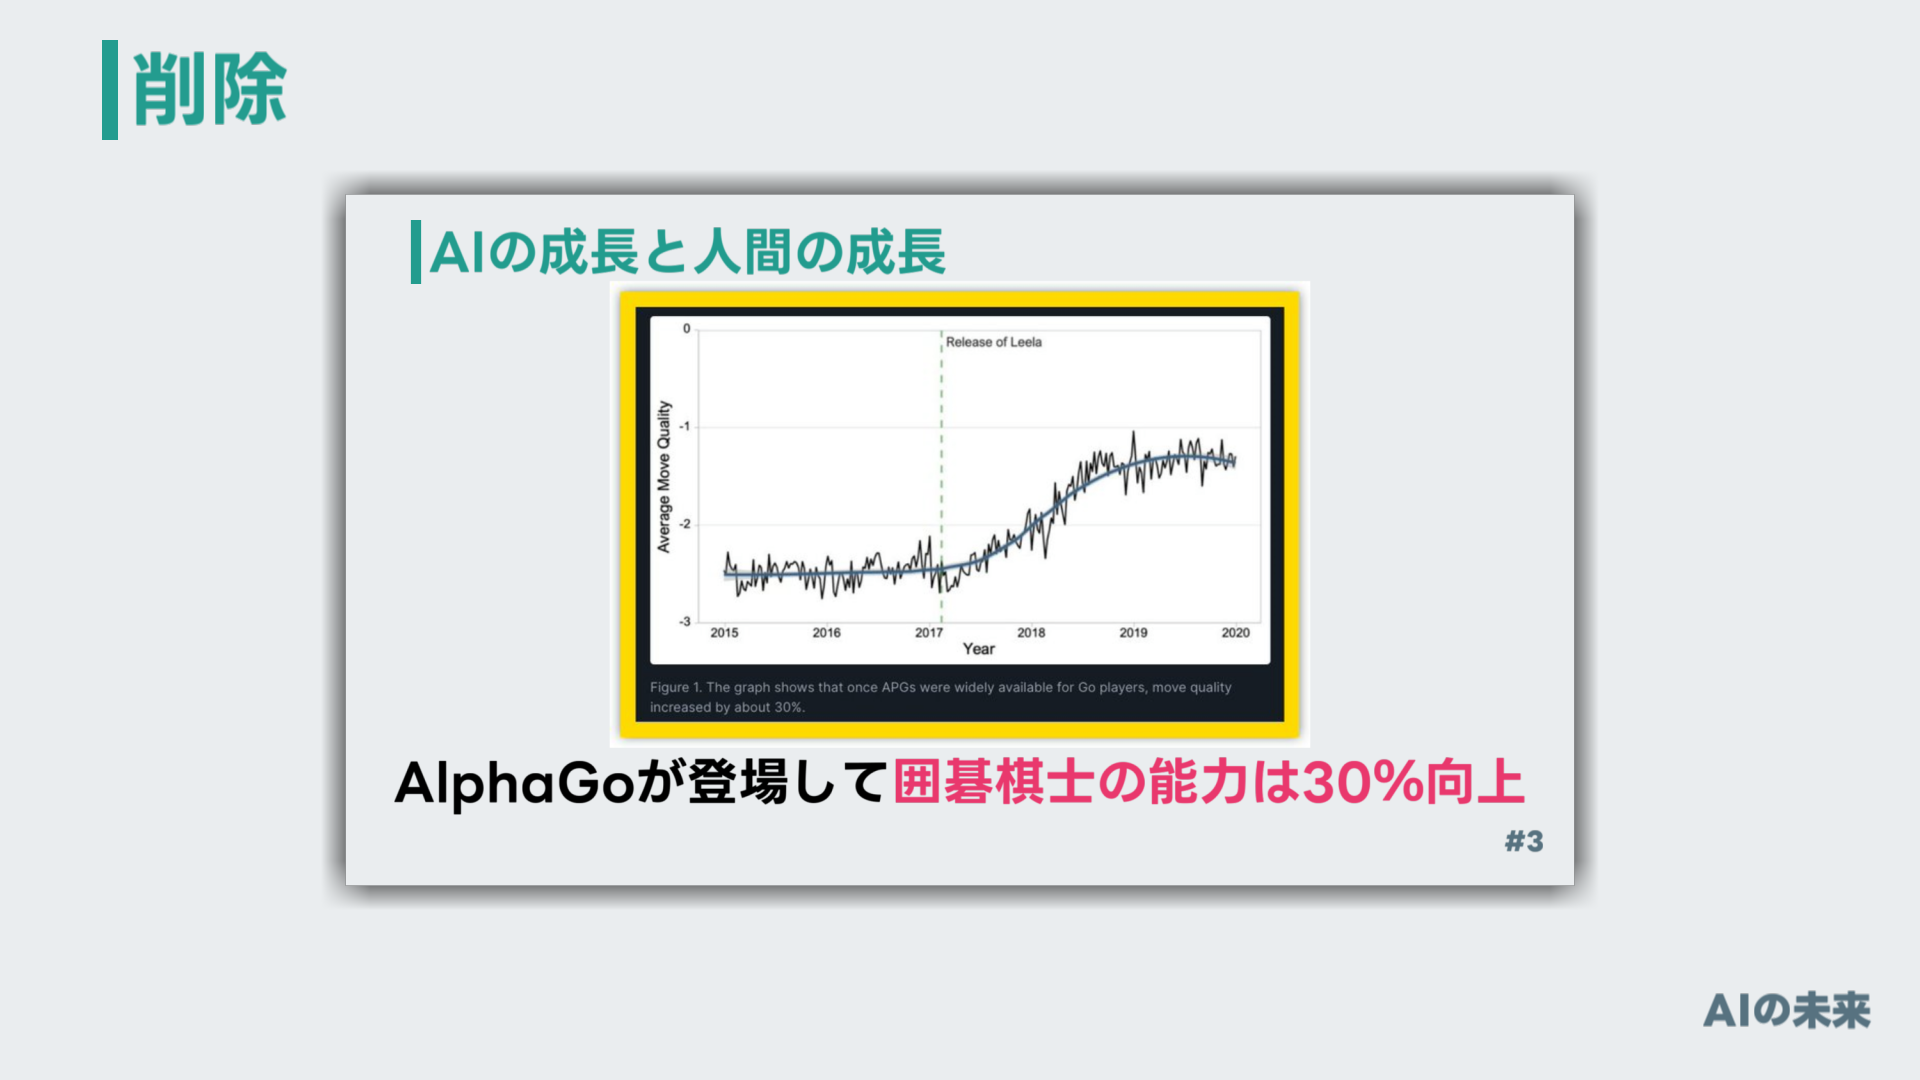 削除
AIの成長と人間の成長
0
Release of Leela
-1
Average Move Quality
-2
-3
2015 2016 2017 2018 2019 2020
Year
Figure 1. The graph shows that once APGs were widely available for Go players, move quality
increased by about 30%.
AlphaGoが登場して囲碁棋士の能力は30%向上
#3
AIの未来